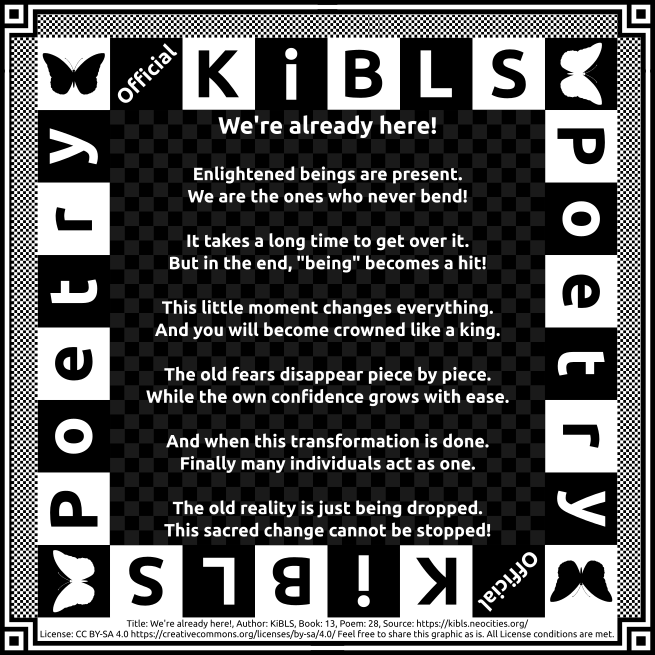 Official KiBLS
Poetry
Poetry
We're already here!
Enlightened beings are present.
We are the ones who never bend!
It takes a long time to get over it.
But in the end, "being" becomes a hit!
This little moment changes everything.
And you will become crowned like a king.
The old fears disappear piece by piece.
While the own confidence grows with ease.
And when this transformation is done.
Finally many individuals act as one.
The old reality is just being dropped.
This sacred change cannot be stopped!
Official KiBLS
Title: We're already here!, Author: KiBLS, Book: 13, Poem: 28, Source: https://kibls.neocities.org/
License: CC BY-SA 4.0 https://creativecommons.org/licenses/by-sa/4.0/ Feel free to share this graphic as is. All License conditions are met.